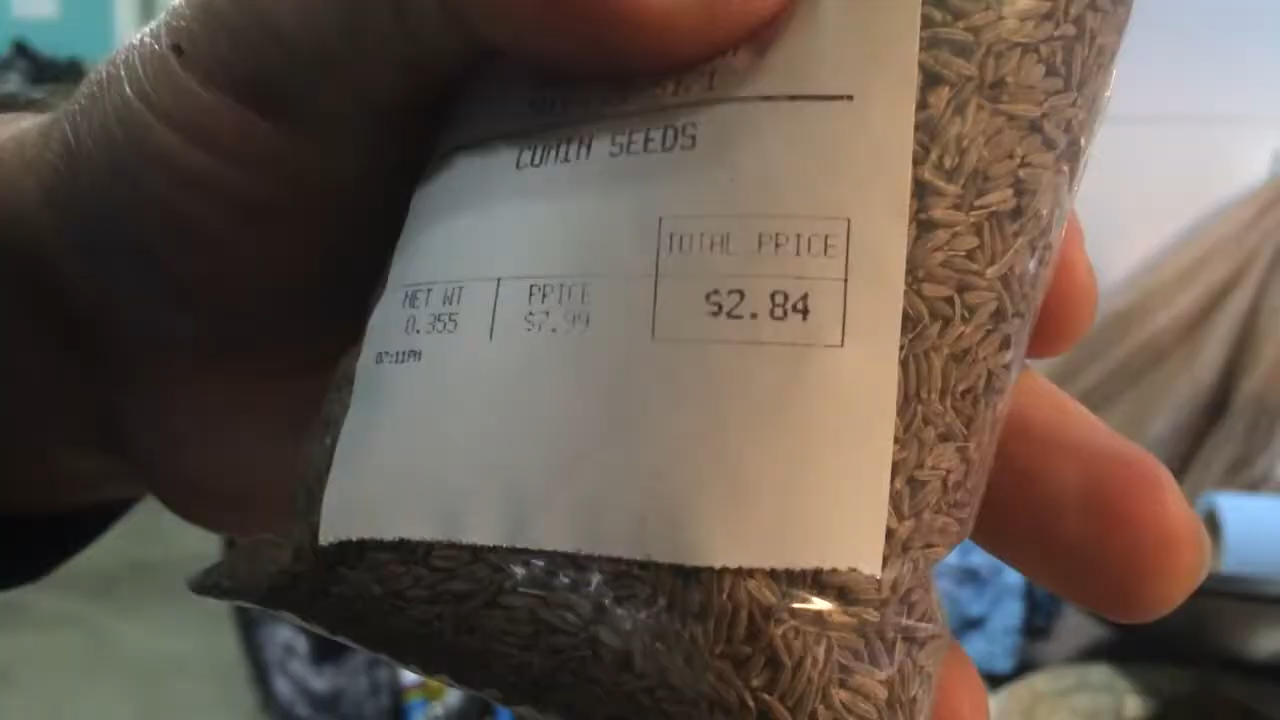 CUMIN SEEDS
TOTAL PRICE
NET WT PRICE
0.355 $7.99 $2.84
07:11PM